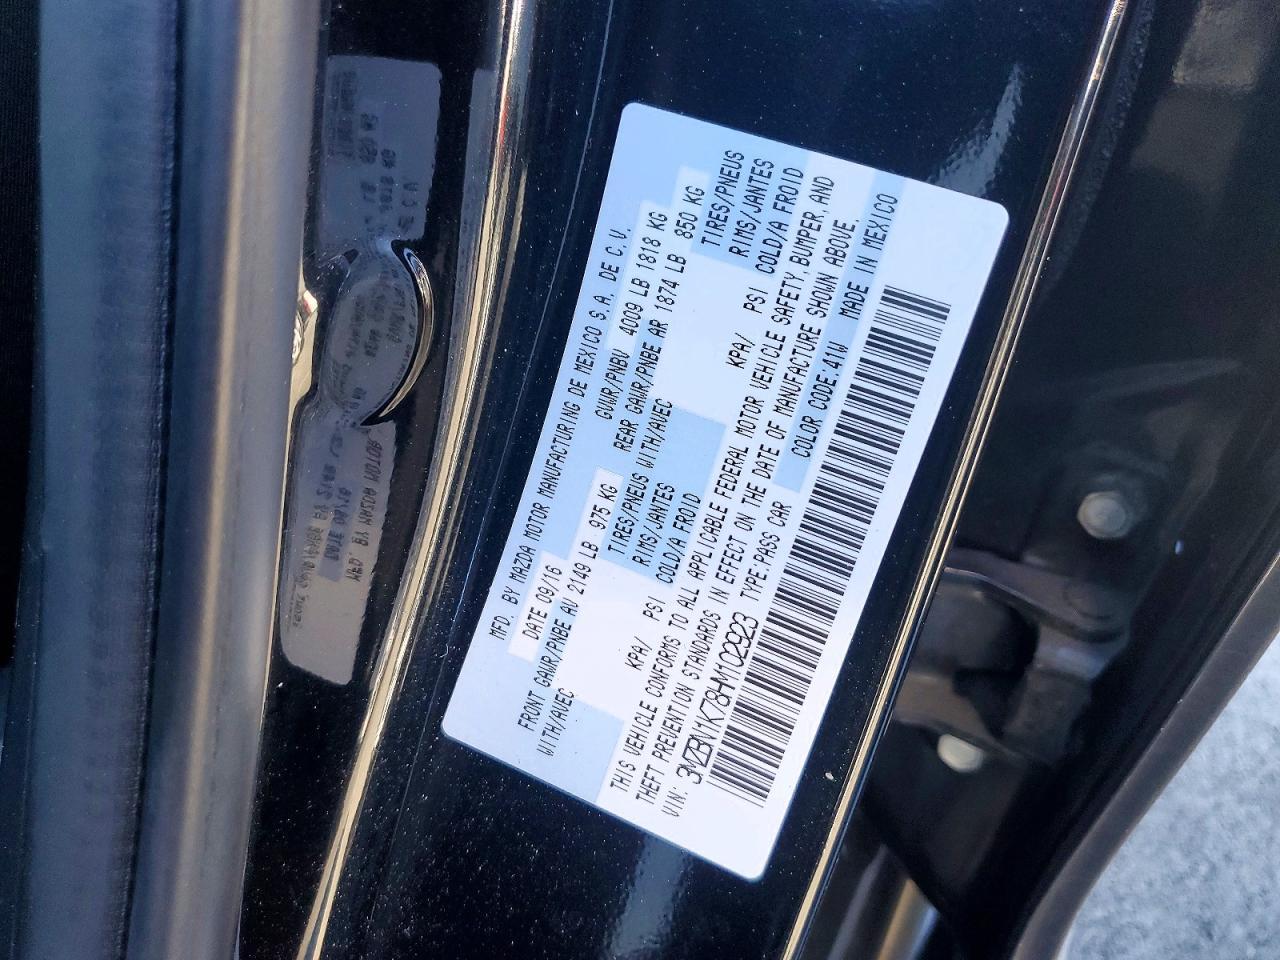 MFD. BY MAZDA MOTOR MANUFACTURING DE MEXICO S.A. DE C.V.
DATE 09/16 GVWR/PNBV 4009 LB 1818 KG
FRONT GAWR/PNBE AV 2149 LB 975 KG REAR GAWR/PNBE AR 1874 LB 850 KG
WITH/AVEC TIRES/PNEUS WITH/AVEC TIRES/PNEUS
RIMS/JANTES RIMS/JANTES
KPA/ PSI COLD/A FROID KPA/ PSI COLD/A FROID
THIS VEHICLE CONFORMS TO ALL APPLICABLE FEDERAL MOTOR VEHICLE SAFETY, BUMPER, AND
THEFT PREVENTION STANDARDS IN EFFECT ON THE DATE OF MANUFACTURE SHOWN ABOVE.
VIN: 3MZBN1K78HM102923 TYPE:PASS CAR COLOR CODE:41W MADE IN MEXICO